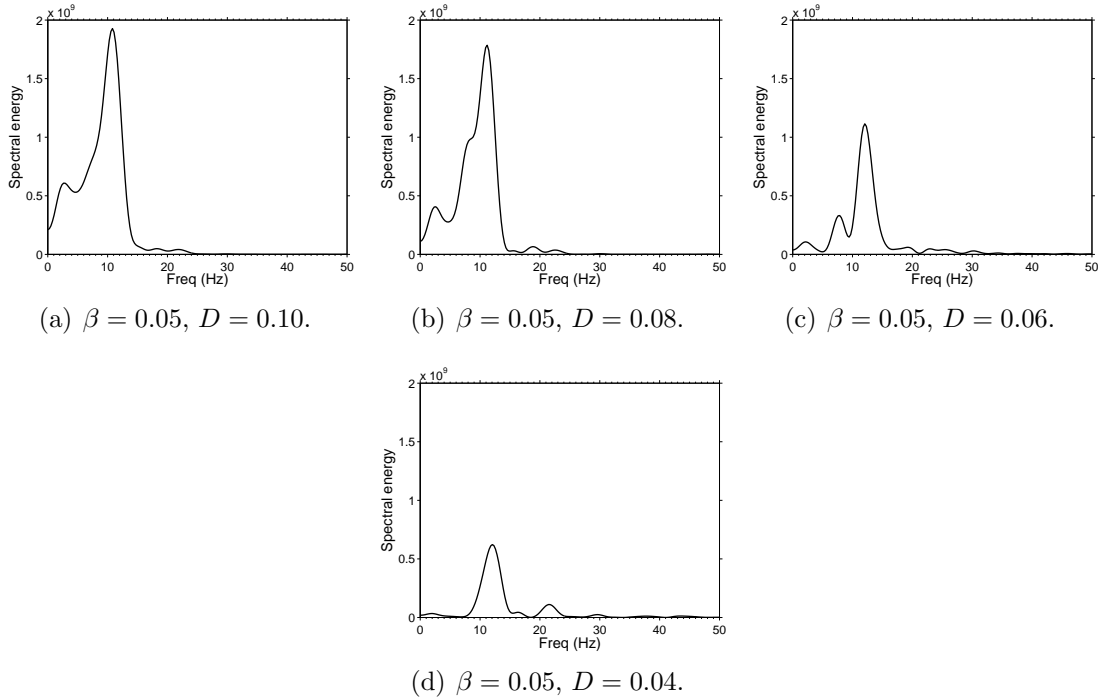 x 10^9
2
1.5
1
0.5
0
Spectral energy
0 10 20 30 40 50
Freq (Hz)
(a) β = 0.05, D = 0.10.
x 10^9
2
1.5
1
0.5
0
Spectral energy
0 10 20 30 40 50
Freq (Hz)
(b) β = 0.05, D = 0.08.
x 10^9
2
1.5
1
0.5
0
Spectral energy
0 10 20 30 40 50
Freq (Hz)
(c) β = 0.05, D = 0.06.
x 10^9
2
1.5
1
0.5
0
Spectral energy
0 10 20 30 40 50
Freq (Hz)
(d) β = 0.05, D = 0.04.